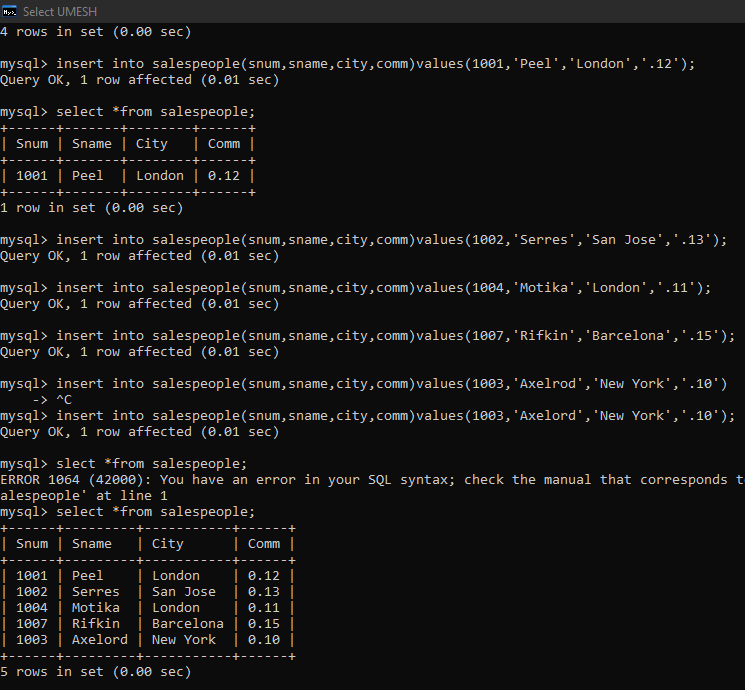 Select UMESH
4 rows in set (0.00 sec)
mysql> insert into salespeople(snum,sname,city,comm)values(1001,'Peel','London','.12');
Query OK, 1 row affected (0.01 sec)
mysql> select *from salespeople;
+------+-------+--------+------+
| Snum | Sname | City   | Comm |
+------+-------+--------+------+
| 1001 | Peel  | London | 0.12 |
+------+-------+--------+------+
1 row in set (0.00 sec)
mysql> insert into salespeople(snum,sname,city,comm)values(1002,'Serres','San Jose','.13');
Query OK, 1 row affected (0.01 sec)
mysql> insert into salespeople(snum,sname,city,comm)values(1004,'Motika','London','.11');
Query OK, 1 row affected (0.01 sec)
mysql> insert into salespeople(snum,sname,city,comm)values(1007,'Rifkin','Barcelona','.15');
Query OK, 1 row affected (0.01 sec)
mysql> insert into salespeople(snum,sname,city,comm)values(1003,'Axelrod','New York','.10')
    -> ^C
mysql> insert into salespeople(snum,sname,city,comm)values(1003,'Axelord','New York','.10');
Query OK, 1 row affected (0.01 sec)
mysql> slect *from salespeople;
ERROR 1064 (42000): You have an error in your SQL syntax; check the manual that corresponds t
alespeople' at line 1
mysql> select *from salespeople;
+------+---------+-----------+------+
| Snum | Sname   | City      | Comm |
+------+---------+-----------+------+
| 1001 | Peel    | London    | 0.12 |
| 1002 | Serres  | San Jose  | 0.13 |
| 1004 | Motika  | London    | 0.11 |
| 1007 | Rifkin  | Barcelona | 0.15 |
| 1003 | Axelord | New York  | 0.10 |
+------+---------+-----------+------+
5 rows in set (0.00 sec)